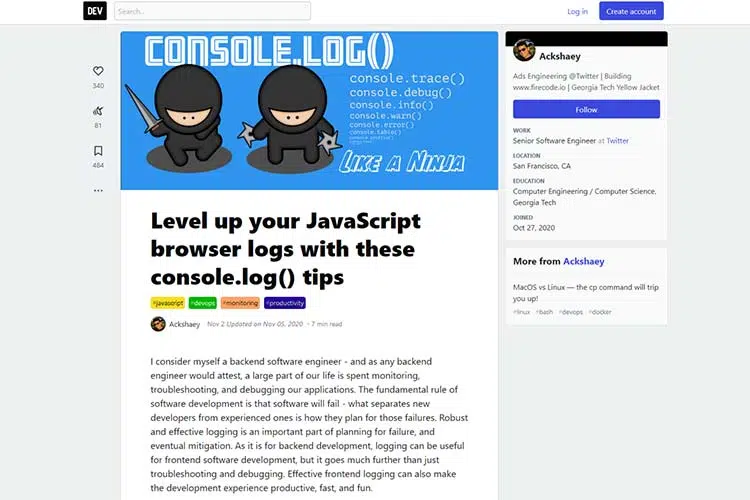 DEV
Search...
Log in
Create account
CONSOLE.LOG()
console.trace()
console.debug()
console.info()
console.warn()
console.error()
console.table()
LIKE A NINJA
340
81
484
Level up your JavaScript
browser logs with these
console.log() tips
#javascript #devops #monitoring #productivity
Ackshaey Nov 2 Updated on Nov 05, 2020 ・7 min read
I consider myself a backend software engineer - and as any backend
engineer would attest, a large part of our life is spent monitoring,
troubleshooting, and debugging our applications. The fundamental rule of
software development is that software will fail - what separates new
developers from experienced ones is how they plan for those failures. Robust
and effective logging is an important part of planning for failure, and
eventual mitigation. As it is for backend development, logging can be useful
for frontend software development, but it goes much further than just
troubleshooting and debugging. Effective frontend logging can also make
the development experience productive, fast, and fun.
Ackshaey
Ads Engineering @Twitter | Building
www.firecode.io | Georgia Tech Yellow Jacket
Follow
WORK
Senior Software Engineer at Twitter
LOCATION
San Francisco, CA
EDUCATION
Computer Engineering / Computer Science,
Georgia Tech
JOINED
Oct 27, 2020
More from Ackshaey
MacOS vs Linux — the cp command will trip
you up!
#linux #bash #devops #docker